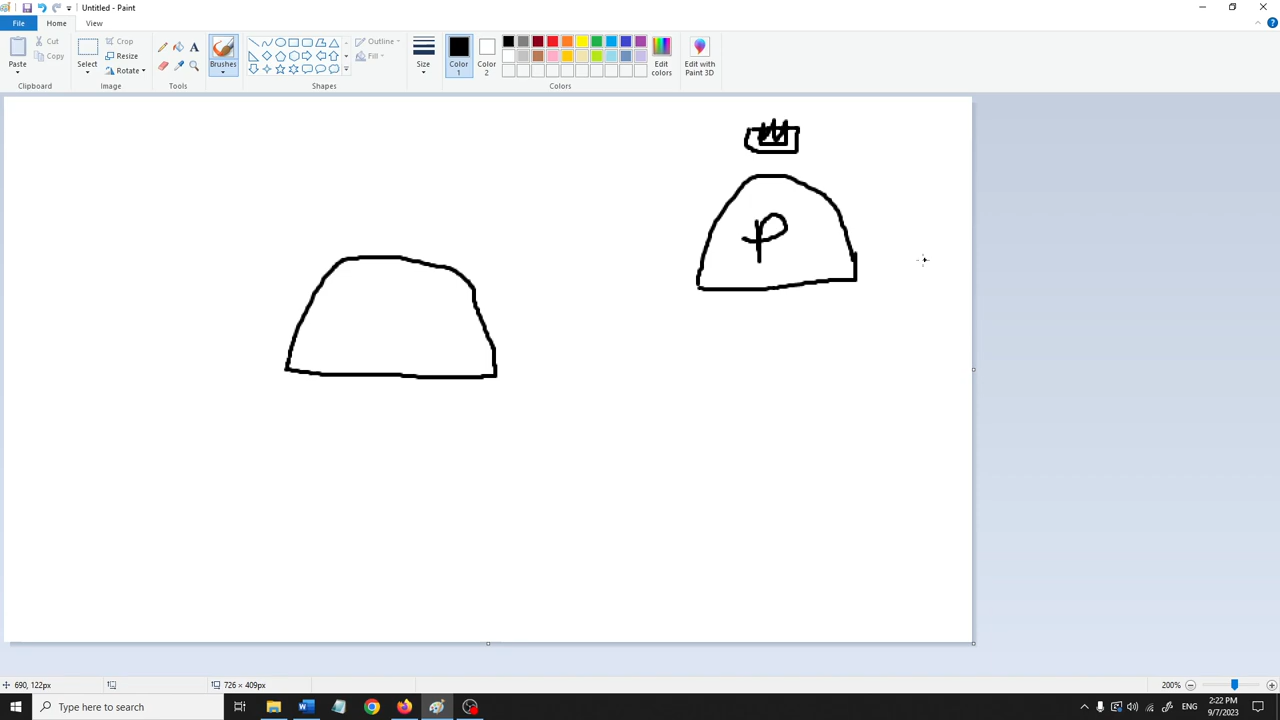 Untitled - Paint
File
Home
View
Paste
Cut
Copy
Clipboard
Select
Crop
Resize
Rotate
Image
Tools
Brushes
Shapes
Outline
Fill
Size
Color 1
Color 2
Edit colors
Colors
Edit with Paint 3D
P
690, 122px
726 × 409px
200%
Type here to search
ENG
2:22 PM
9/7/2023